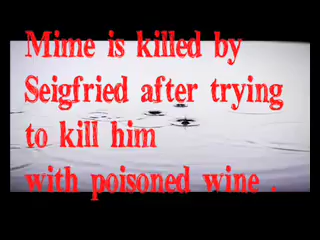 Mime is killed by
Seigfried after trying
to kill him
with poisoned wine .